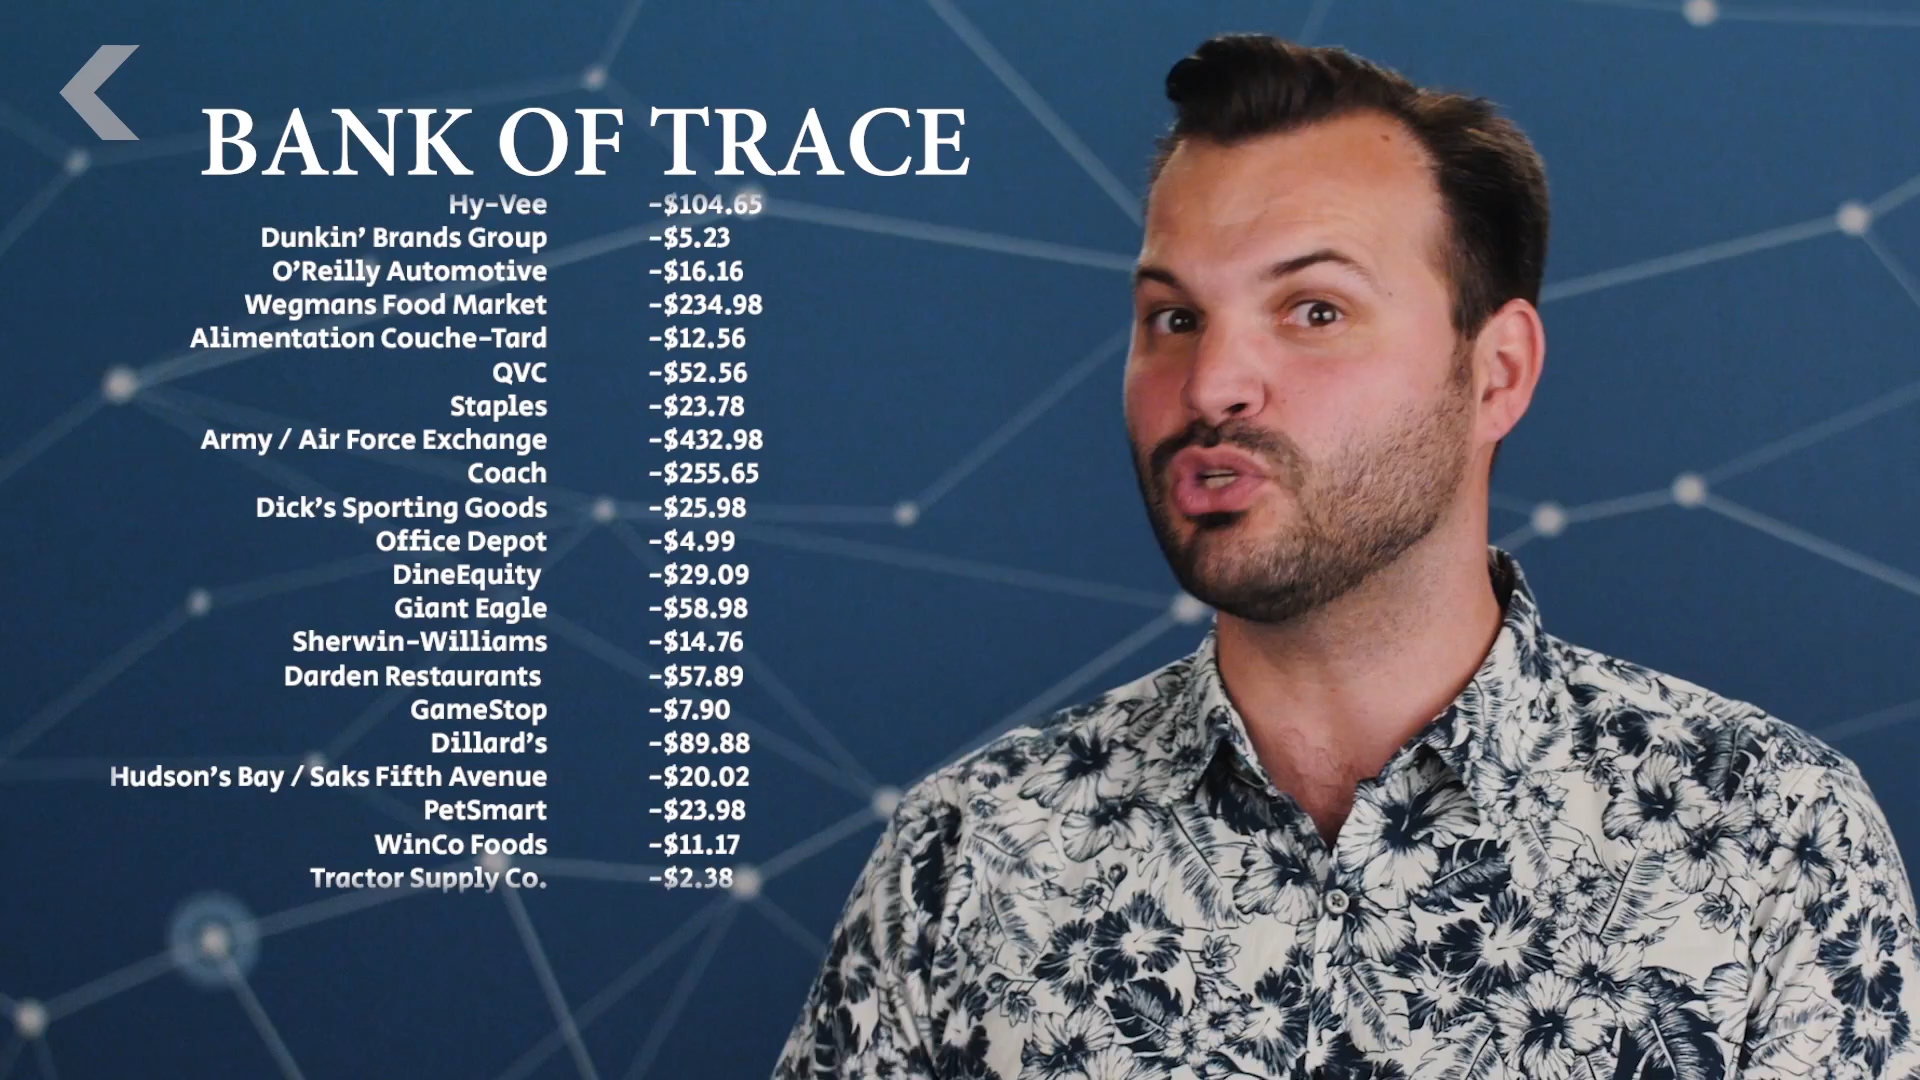 BANK OF TRACE
Hy-Vee -$104.65
Dunkin' Brands Group -$5.23
O'Reilly Automotive -$16.16
Wegmans Food Market -$234.98
Alimentation Couche-Tard -$12.56
QVC -$52.56
Staples -$23.78
Army / Air Force Exchange -$432.98
Coach -$255.65
Dick's Sporting Goods -$25.98
Office Depot -$4.99
DineEquity -$29.09
Giant Eagle -$58.98
Sherwin-Williams -$14.76
Darden Restaurants -$57.89
GameStop -$7.90
Dillard's -$89.88
Hudson's Bay / Saks Fifth Avenue -$20.02
PetSmart -$23.98
WinCo Foods -$11.17
Tractor Supply Co. -$2.38